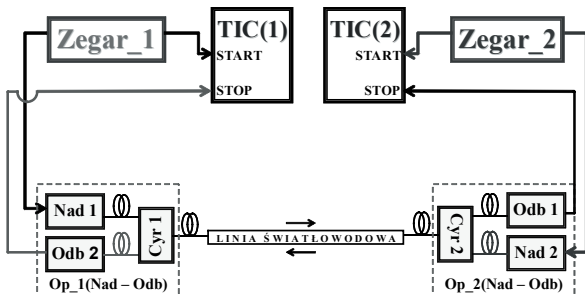 Zegar_1
TIC(1)
START
STOP
TIC(2)
START
STOP
Zegar_2
Nad 1
Odb 2
Cyr 1
LINIA ŚWIATŁOWODOWA
Cyr 2
Odb 1
Nad 2
Op_1(Nad – Odb)
Op_2(Nad – Odb)